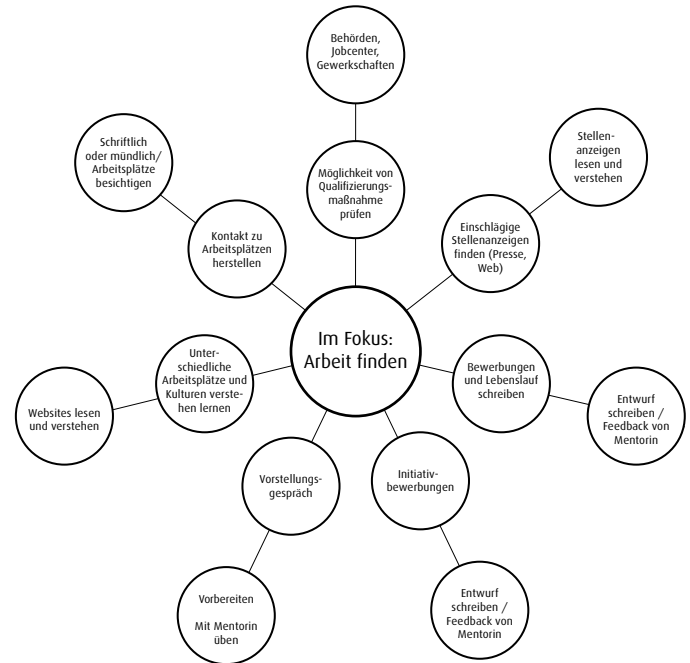 Behörden,
Jobcenter,
Gewerkschaften
Möglichkeit von
Qualifizierungs-
maßnahme
prüfen
Stellen-
anzeigen
lesen und
verstehen
Einschlägige
Stellenanzeigen
finden (Presse,
Web)
Schriftlich
oder mündlich/
Arbeitsplätze
besichtigen
Kontakt zu
Arbeitsplätzen
herstellen
Im Fokus:
Arbeit finden
Unter-
schiedliche
Arbeitsplätze und
Kulturen verste-
hen lernen
Websites lesen
und verstehen
Bewerbungen
und Lebenslauf
schreiben
Entwurf
schreiben /
Feedback von
Mentorin
Vorstellungs-
gespräch
Vorbereiten
Mit Mentorin
üben
Initiativ-
bewerbungen
Entwurf
schreiben /
Feedback von
Mentorin